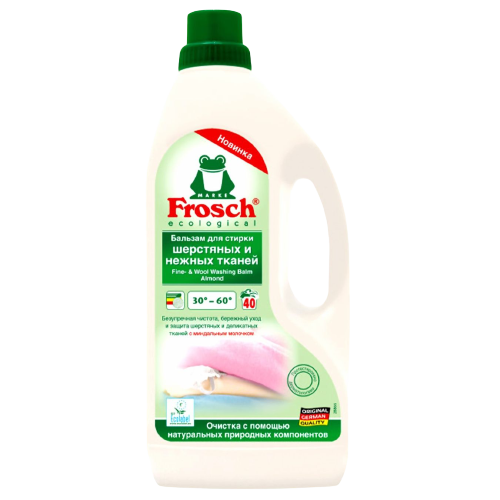 Новинка
MARKE
Frosch
ecological
Бальзам для стирки
шерстяных и
нежных тканей
Fine- & Wool Washing Balm
Almond
30° – 60°
40
Безупречная чистота, бережный уход
и защита шерстяных и деликатных
тканей с миндальным молочком
Ecolabel
ORIGINAL
GERMAN
QUALITY
Очистка с помощью
натуральных природных компонентов